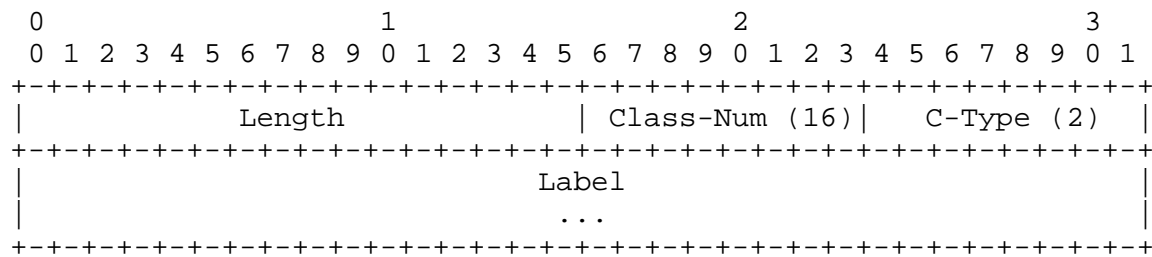 0                   1                   2                   3
 0 1 2 3 4 5 6 7 8 9 0 1 2 3 4 5 6 7 8 9 0 1 2 3 4 5 6 7 8 9 0 1
+-+-+-+-+-+-+-+-+-+-+-+-+-+-+-+-+-+-+-+-+-+-+-+-+-+-+-+-+-+-+-+-+
|            Length             | Class-Num (16)|   C-Type (2)  |
+-+-+-+-+-+-+-+-+-+-+-+-+-+-+-+-+-+-+-+-+-+-+-+-+-+-+-+-+-+-+-+-+
|                             Label                             |
|                              ...                              |
+-+-+-+-+-+-+-+-+-+-+-+-+-+-+-+-+-+-+-+-+-+-+-+-+-+-+-+-+-+-+-+-+